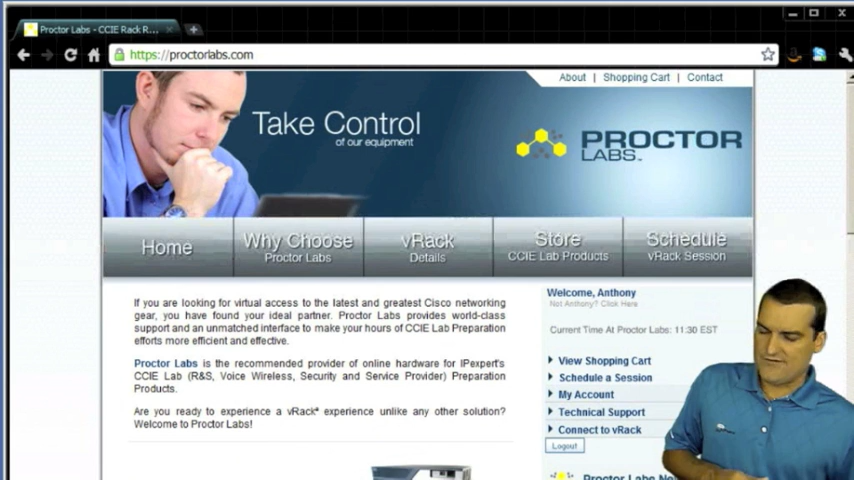 Proctor Labs - CCIE Rack R...
https://proctorlabs.com
About | Shopping Cart | Contact
Take Control
of our equipment
PROCTOR
LABS
Home
Why Choose
Proctor Labs
vRack
Details
Store
CCIE Lab Products
Schedule
vRack Session
If you are looking for virtual access to the latest and greatest Cisco networking
gear, you have found your ideal partner. Proctor Labs provides world-class
support and an unmatched interface to make your hours of CCIE Lab Preparation
efforts more efficient and effective.
Proctor Labs is the recommended provider of online hardware for IPexpert's
CCIE Lab (R&S, Voice Wireless, Security and Service Provider) Preparation
Products.
Are you ready to experience a vRack® experience unlike any other solution?
Welcome to Proctor Labs!
Welcome, Anthony
Not Anthony? Click Here
Current Time At Proctor Labs: 11:30 EST
View Shopping Cart
Schedule a Session
My Account
Technical Support
Connect to vRack
Logout
Proctor Labs